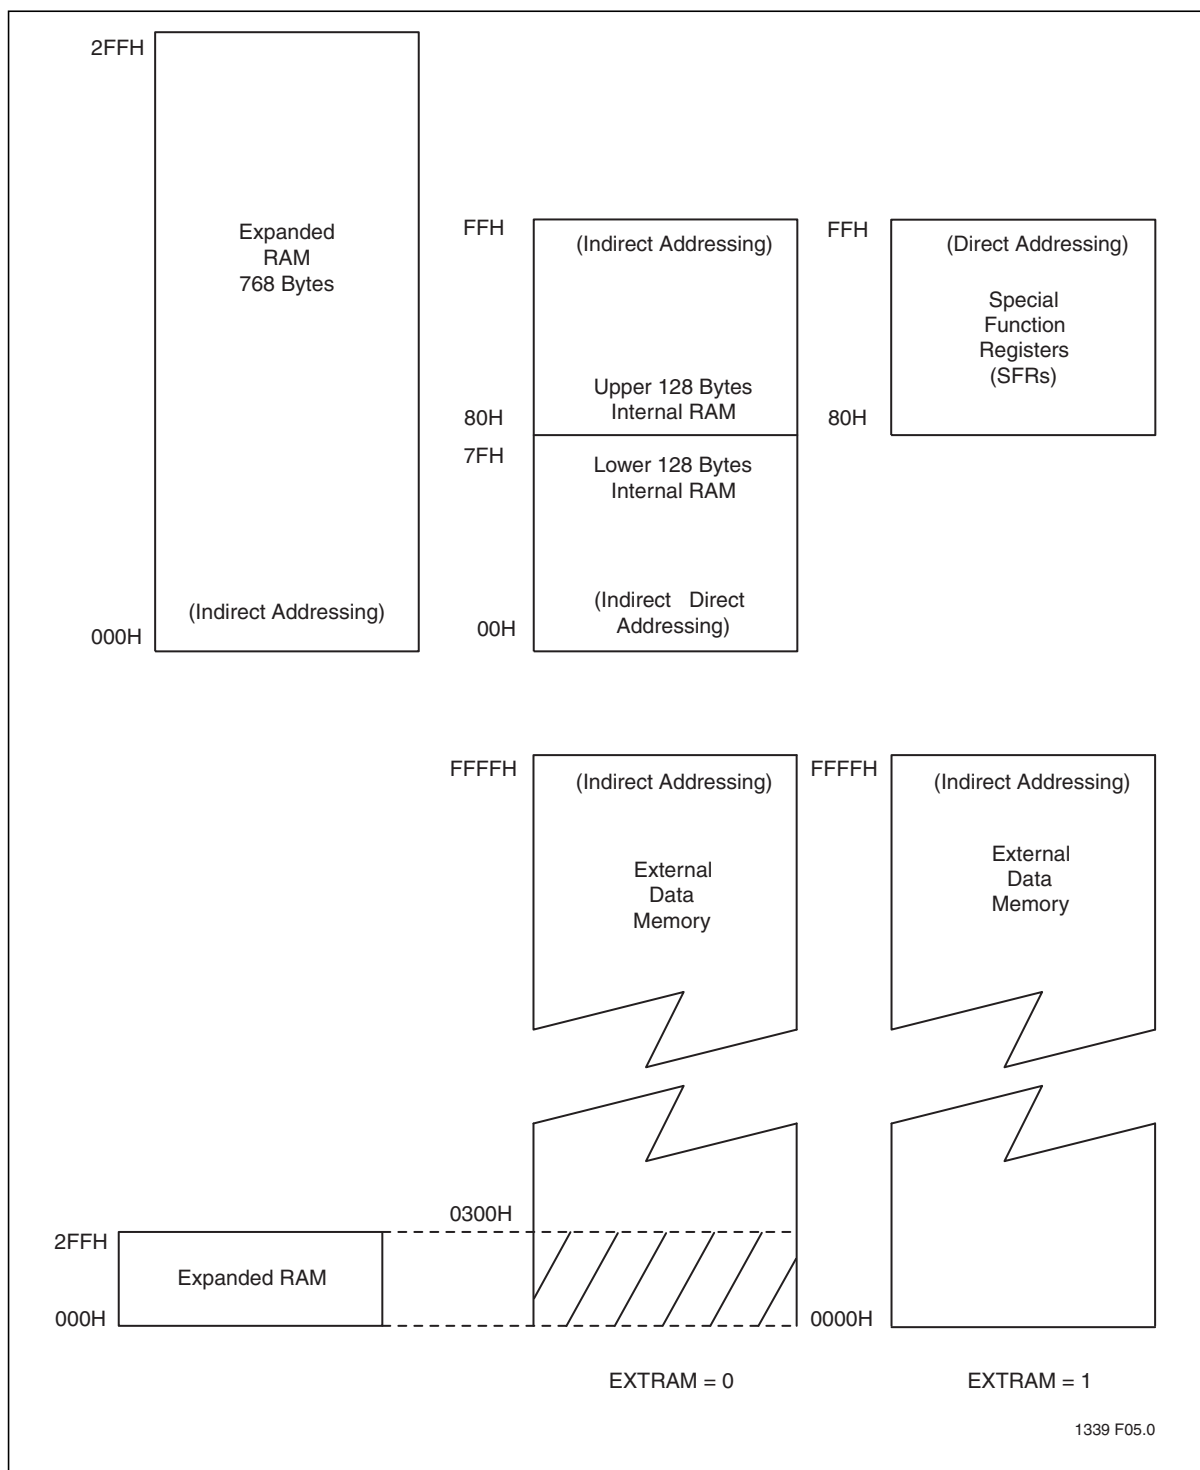 2FFH
Expanded
RAM
768 Bytes
(Indirect Addressing)
000H
FFH
(Indirect Addressing)
Upper 128 Bytes
Internal RAM
80H
7FH
Lower 128 Bytes
Internal RAM
(Indirect Direct
Addressing)
00H
FFH
(Direct Addressing)
Special
Function
Registers
(SFRs)
80H
FFFFH
(Indirect Addressing)
External
Data
Memory
FFFFH
(Indirect Addressing)
External
Data
Memory
0300H
2FFH
Expanded RAM
000H
0000H
EXTRAM = 0
EXTRAM = 1
1339 F05.0